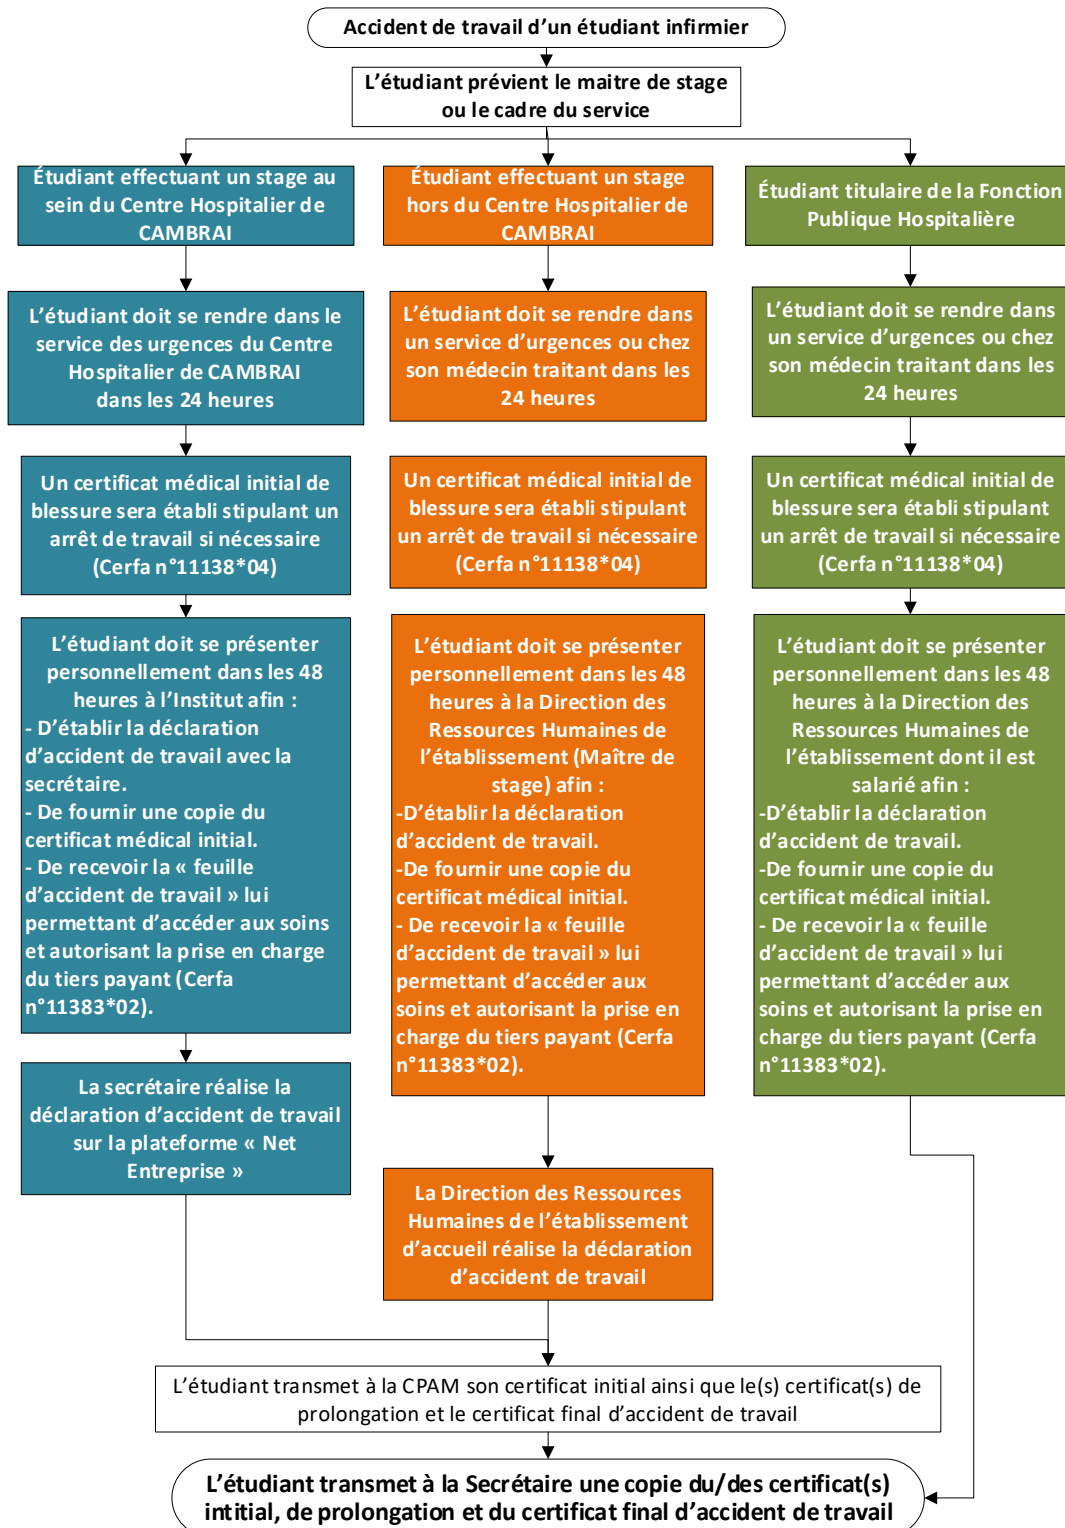 Accident de travail d’un étudiant infirmier
L’étudiant prévient le maitre de stage
ou le cadre du service
Étudiant effectuant un stage au
sein du Centre Hospitalier de
CAMBRAI
Étudiant effectuant un stage
hors du Centre Hospitalier de
CAMBRAI
Étudiant titulaire de la Fonction
Publique Hospitalière
L’étudiant doit se rendre dans le
service des urgences du Centre
Hospitalier de CAMBRAI
dans les 24 heures
L’étudiant doit se rendre dans
un service d’urgences ou chez
son médecin traitant dans les
24 heures
L’étudiant doit se rendre dans
un service d’urgences ou chez
son médecin traitant dans les
24 heures
Un certificat médical initial de
blessure sera établi stipulant un
arrêt de travail si nécessaire
(Cerfa n°11138*04)
Un certificat médical initial de
blessure sera établi stipulant
un arrêt de travail si nécessaire
(Cerfa n°11138*04)
Un certificat médical initial de
blessure sera établi stipulant
un arrêt de travail si nécessaire
(Cerfa n°11138*04)
L’étudiant doit se présenter
personnellement dans les 48
heures à l’Institut afin :
- D’établir la déclaration
d’accident de travail avec la
secrétaire.
- De fournir une copie du
certificat médical initial.
- De recevoir la « feuille
d’accident de travail » lui
permettant d’accéder aux soins
et autorisant la prise en charge
du tiers payant (Cerfa
n°11383*02).
L’étudiant doit se présenter
personnellement dans les 48
heures à la Direction des
Ressources Humaines de
l’établissement (Maître de
stage) afin :
-D’établir la déclaration
d’accident de travail.
-De fournir une copie du
certificat médical initial.
- De recevoir la « feuille
d’accident de travail » lui
permettant d’accéder aux
soins et autorisant la prise en
charge du tiers payant (Cerfa
n°11383*02).
L’étudiant doit se présenter
personnellement dans les 48
heures à la Direction des
Ressources Humaines de
l’établissement dont il est
salarié afin :
-D’établir la déclaration
d’accident de travail.
-De fournir une copie du
certificat médical initial.
- De recevoir la « feuille
d’accident de travail » lui
permettant d’accéder aux
soins et autorisant la prise en
charge du tiers payant (Cerfa
n°11383*02).
La secrétaire réalise la
déclaration d’accident de travail
sur la plateforme « Net
Entreprise »
La Direction des Ressources
Humaines de l’établissement
d’accueil réalise la déclaration
d’accident de travail
L’étudiant transmet à la CPAM son certificat initial ainsi que le(s) certificat(s) de
prolongation et le certificat final d’accident de travail
L’étudiant transmet à la Secrétaire une copie du/des certificat(s)
intitial, de prolongation et du certificat final d’accident de travail